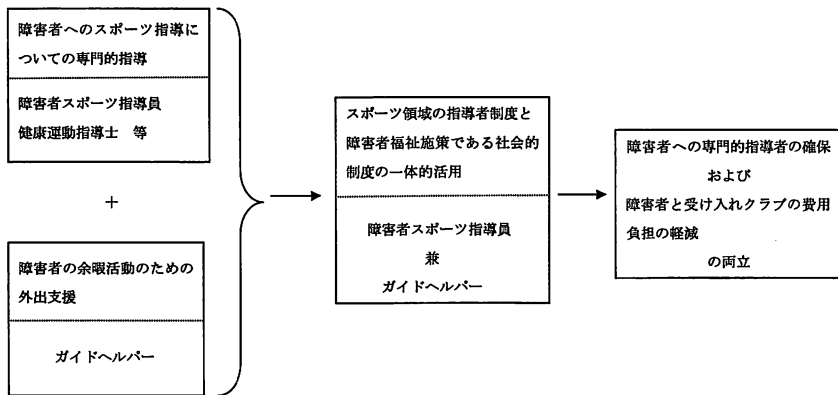 障害者へのスポーツ指導に
ついての専門的指導
障害者スポーツ指導員
健康運動指導士　等
+
障害者の余暇活動のための
外出支援
ガイドヘルパー
スポーツ領域の指導者制度と
障害者福祉施策である社会的
制度の一体的活用
障害者スポーツ指導員
兼
ガイドヘルパー
障害者への専門的指導者の確保
および
障害者と受け入れクラブの費用
負担の軽減
の両立